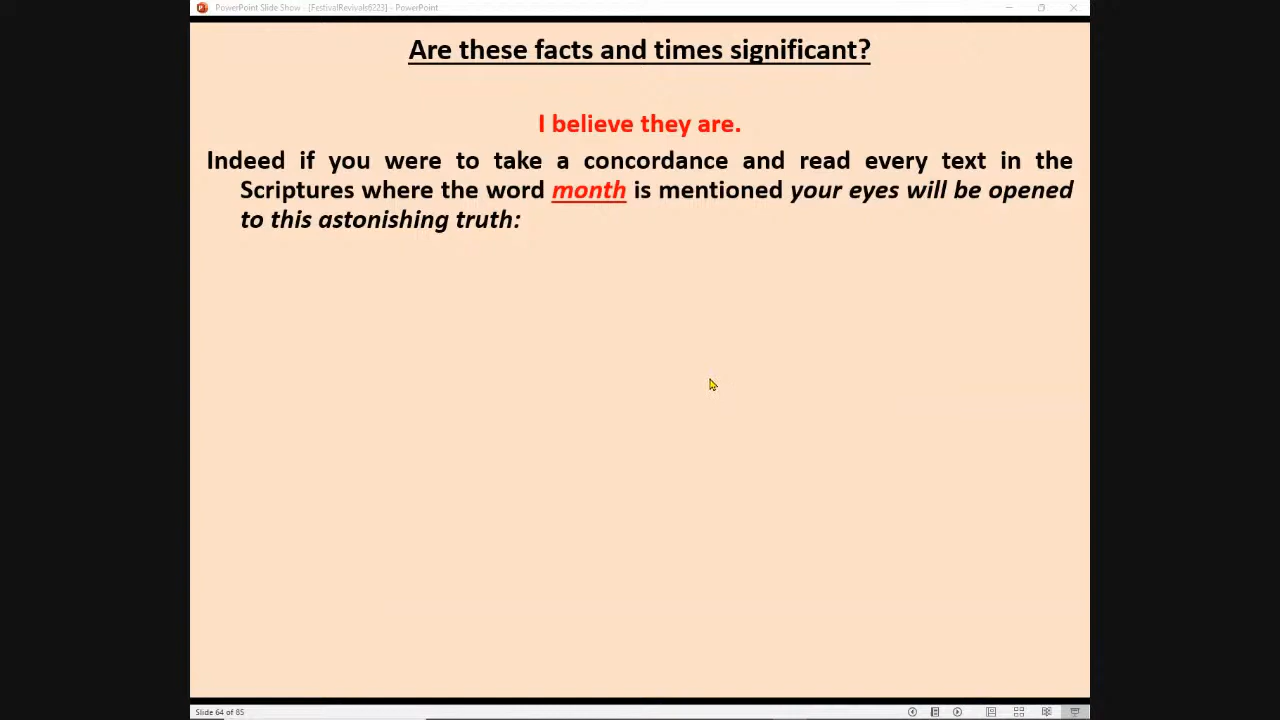 PowerPoint Slide Show - [FestivalRevivals6223] - PowerPoint
Are these facts and times significant?
I believe they are.
Indeed if you were to take a concordance and read every text in the
Scriptures where the word month is mentioned your eyes will be opened
to this astonishing truth:
Slide 64 of 85